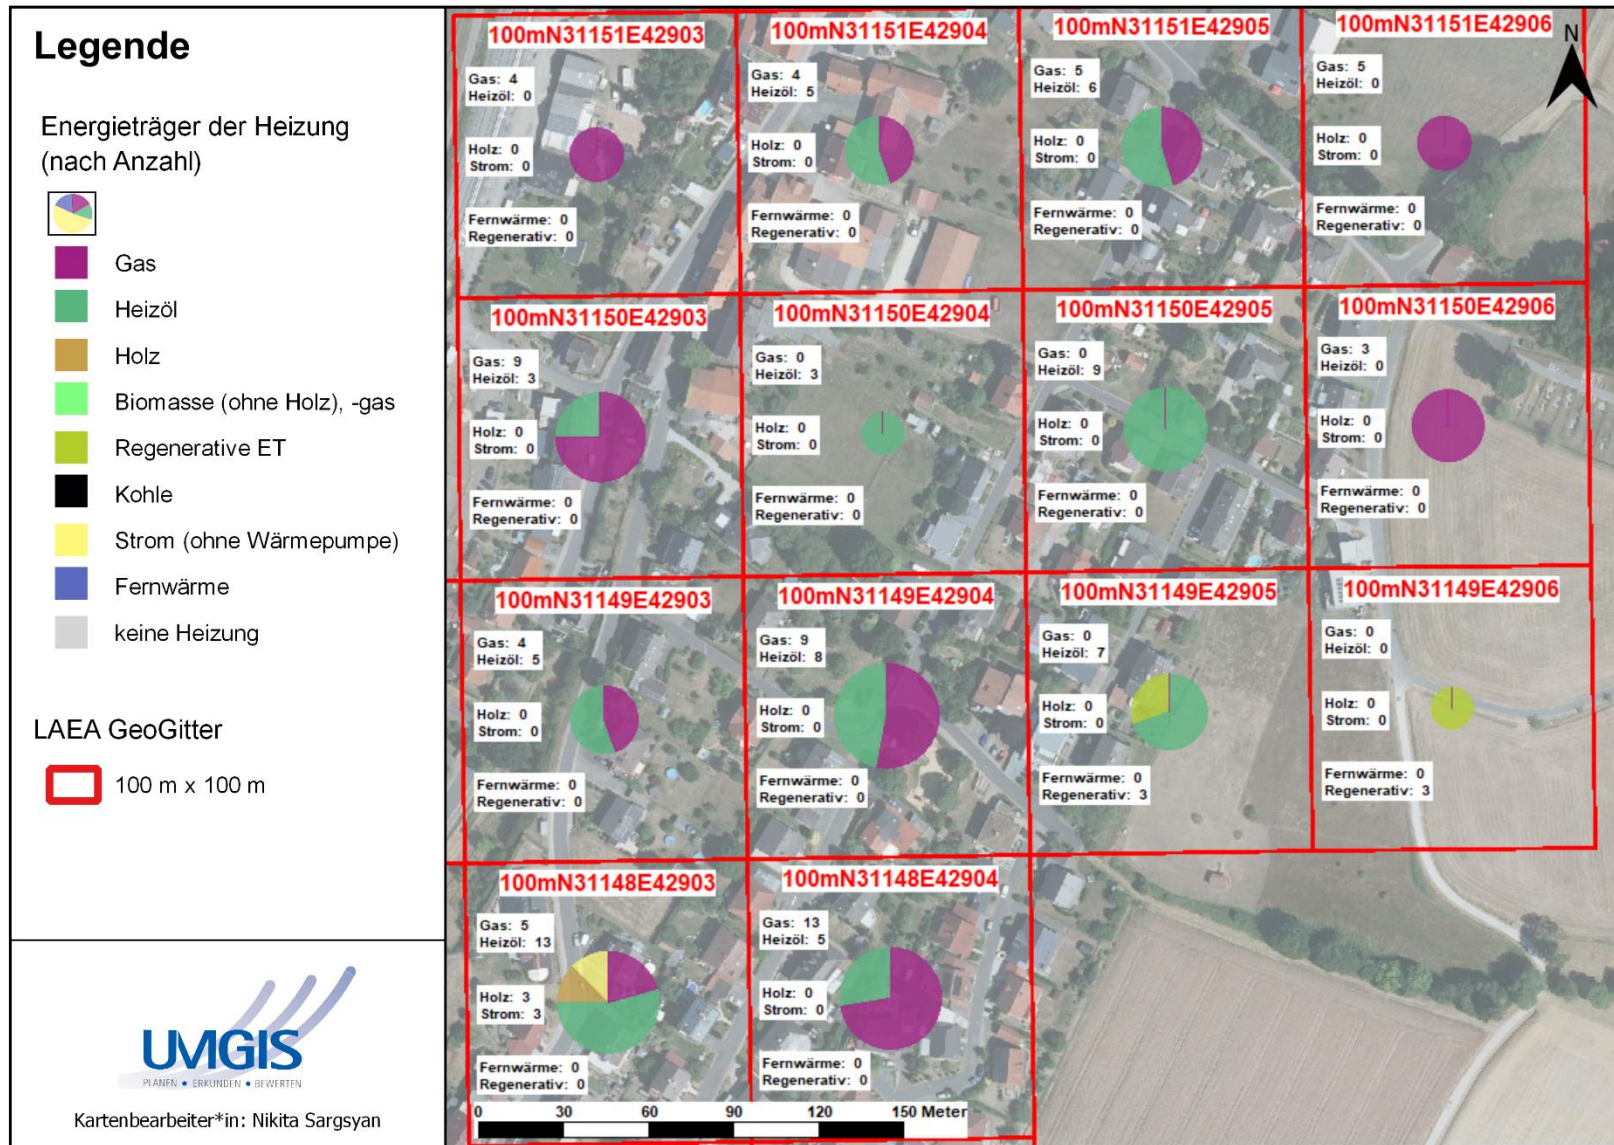 Legende
Energieträger der Heizung
(nach Anzahl)
Gas
Heizöl
Holz
Biomasse (ohne Holz), -gas
Regenerative ET
Kohle
Strom (ohne Wärmepumpe)
Fernwärme
keine Heizung
LAEA GeoGitter
100 m x 100 m
UMGIS
PLANEN • ERKUNDEN • BEWERTEN
Kartenbearbeiter*in: Nikita Sargsyan
100mN31151E42903
Gas: 4
Heizöl: 0
Holz: 0
Strom: 0
Fernwärme: 0
Regenerativ: 0
100mN31151E42904
Gas: 4
Heizöl: 5
Holz: 0
Strom: 0
Fernwärme: 0
Regenerativ: 0
100mN31151E42905
Gas: 5
Heizöl: 6
Holz: 0
Strom: 0
Fernwärme: 0
Regenerativ: 0
100mN31151E42906
Gas: 5
Heizöl: 0
Holz: 0
Strom: 0
Fernwärme: 0
Regenerativ: 0
N
100mN31150E42903
Gas: 9
Heizöl: 3
Holz: 0
Strom: 0
Fernwärme: 0
Regenerativ: 0
100mN31150E42904
Gas: 0
Heizöl: 3
Holz: 0
Strom: 0
Fernwärme: 0
Regenerativ: 0
100mN31150E42905
Gas: 0
Heizöl: 9
Holz: 0
Strom: 0
Fernwärme: 0
Regenerativ: 0
100mN31150E42906
Gas: 3
Heizöl: 0
Holz: 0
Strom: 0
Fernwärme: 0
Regenerativ: 0
100mN31149E42903
Gas: 4
Heizöl: 5
Holz: 0
Strom: 0
Fernwärme: 0
Regenerativ: 0
100mN31149E42904
Gas: 9
Heizöl: 8
Holz: 0
Strom: 0
Fernwärme: 0
Regenerativ: 0
100mN31149E42905
Gas: 0
Heizöl: 7
Holz: 0
Strom: 0
Fernwärme: 0
Regenerativ: 3
100mN31149E42906
Gas: 0
Heizöl: 0
Holz: 0
Strom: 0
Fernwärme: 0
Regenerativ: 3
100mN31148E42903
Gas: 5
Heizöl: 13
Holz: 3
Strom: 3
Fernwärme: 0
Regenerativ: 0
100mN31148E42904
Gas: 13
Heizöl: 5
Holz: 0
Strom: 0
Fernwärme: 0
Regenerativ: 0
0 30 60 90 120 150 Meter